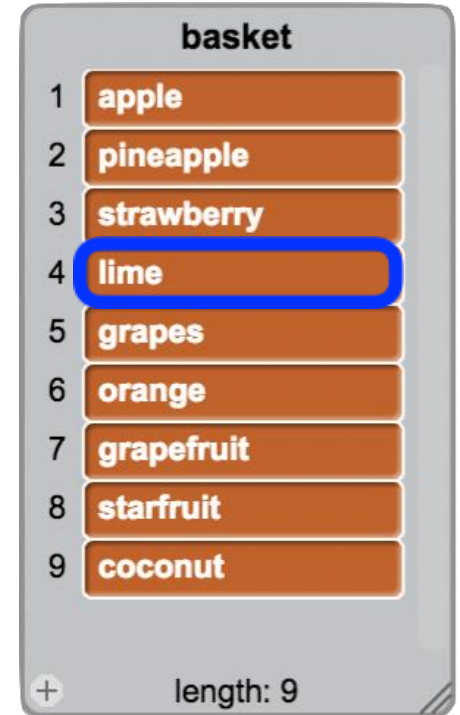 basket
1 apple
2 pineapple
3 strawberry
4 lime
5 grapes
6 orange
7 grapefruit
8 starfruit
9 coconut
+ length: 9